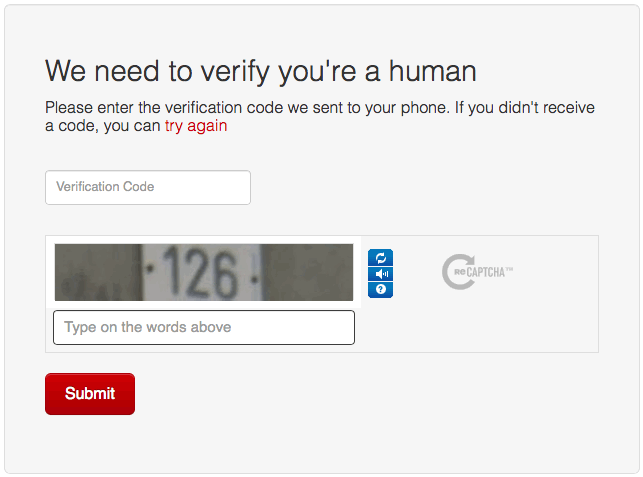 We need to verify you're a human
Please enter the verification code we sent to your phone. If you didn't receive
a code, you can try again
Verification Code
126
reCAPTCHA™
?
Type on the words above
Submit